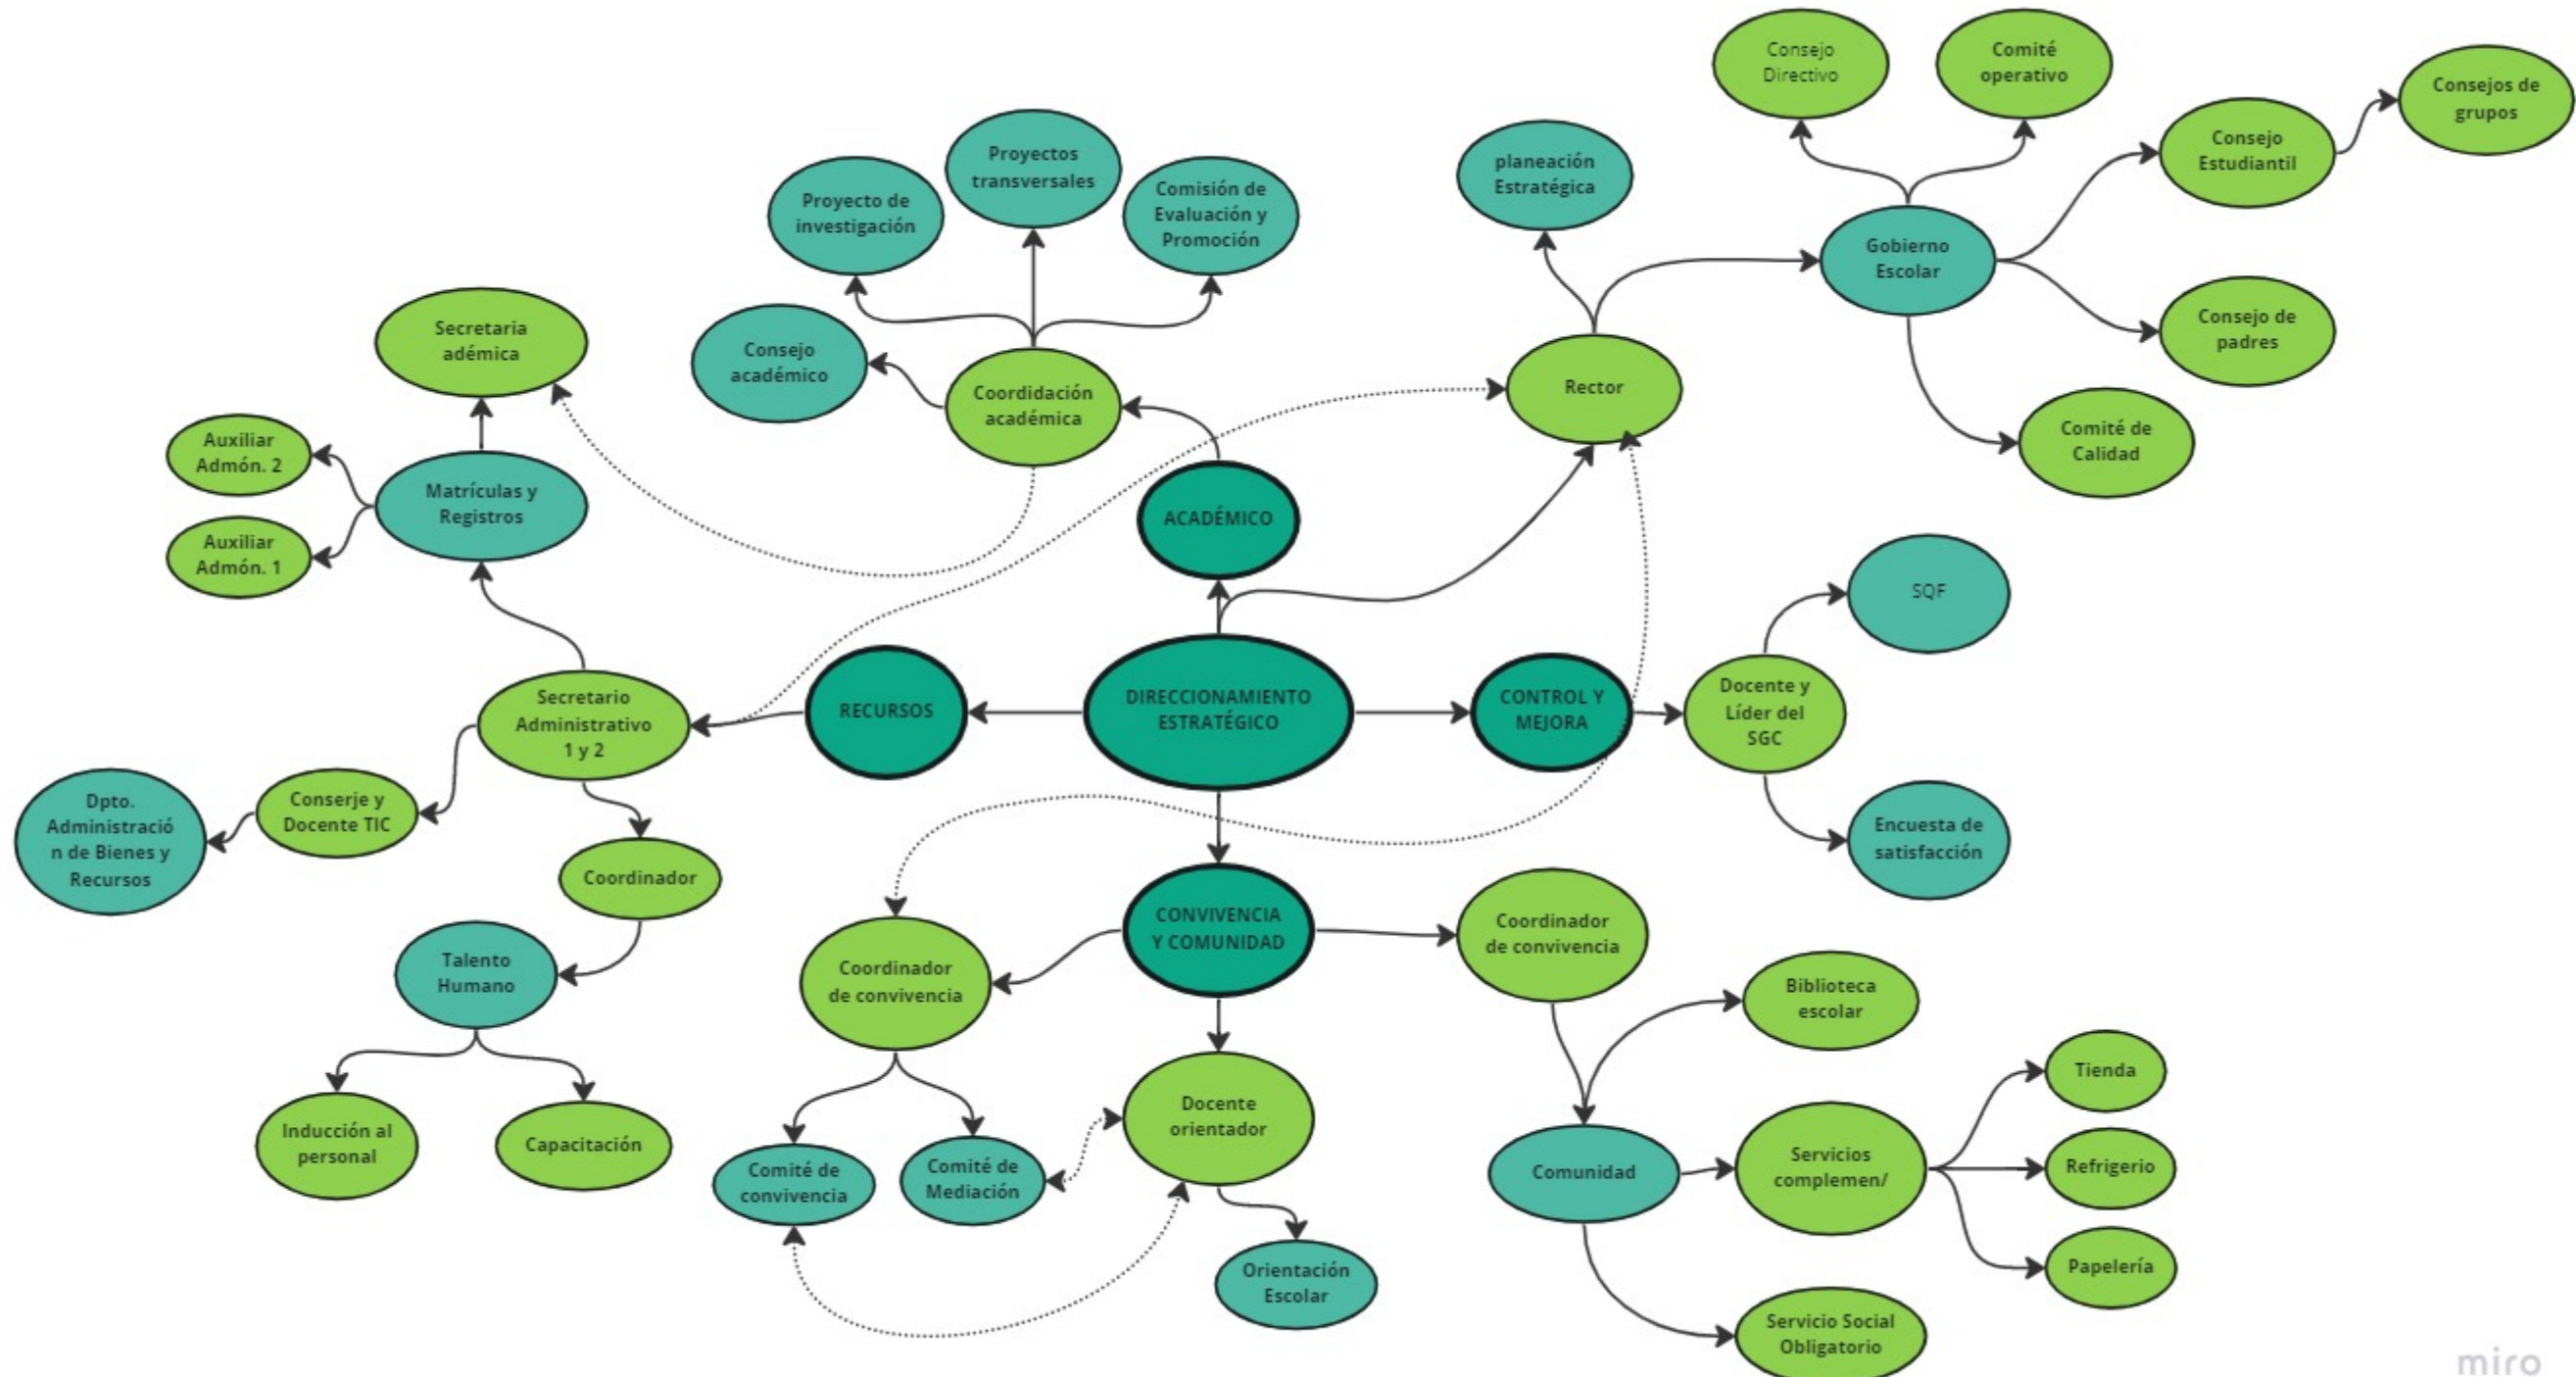 Consejo
Directivo
Comité
operativo
Consejos de
grupos
Consejo
Estudiantil
planeación
Estratégica
Proyectos
transversales
Proyecto de
investigación
Comisión de
Evaluación y
Promoción
Gobierno
Escolar
Consejo de
padres
Secretaria
adémica
Consejo
académico
Coordidación
académica
Rector
Comité de
Calidad
Auxiliar
Admón. 2
Matrículas y
Registros
Auxiliar
Admón. 1
ACADÉMICO
SQF
Secretario
Administrativo
1 y 2
RECURSOS
DIRECCIONAMIENTO
ESTRATÉGICO
CONTROL Y
MEJORA
Docente y
Líder del
SGC
Dpto.
Administració
n de Bienes y
Recursos
Conserje y
Docente TIC
Coordinador
Encuesta de
satisfacción
Talento
Humano
Coordinador
de convivencia
CONVIVENCIA
Y COMUNIDAD
Coordinador
de convivencia
Biblioteca
escolar
Inducción al
personal
Capacitación
Comité de
convivencia
Comité de
Mediación
Docente
orientador
Comunidad
Servicios
complemen/
Tienda
Refrigerio
Papelería
Orientación
Escolar
Servicio Social
Obligatorio
miro